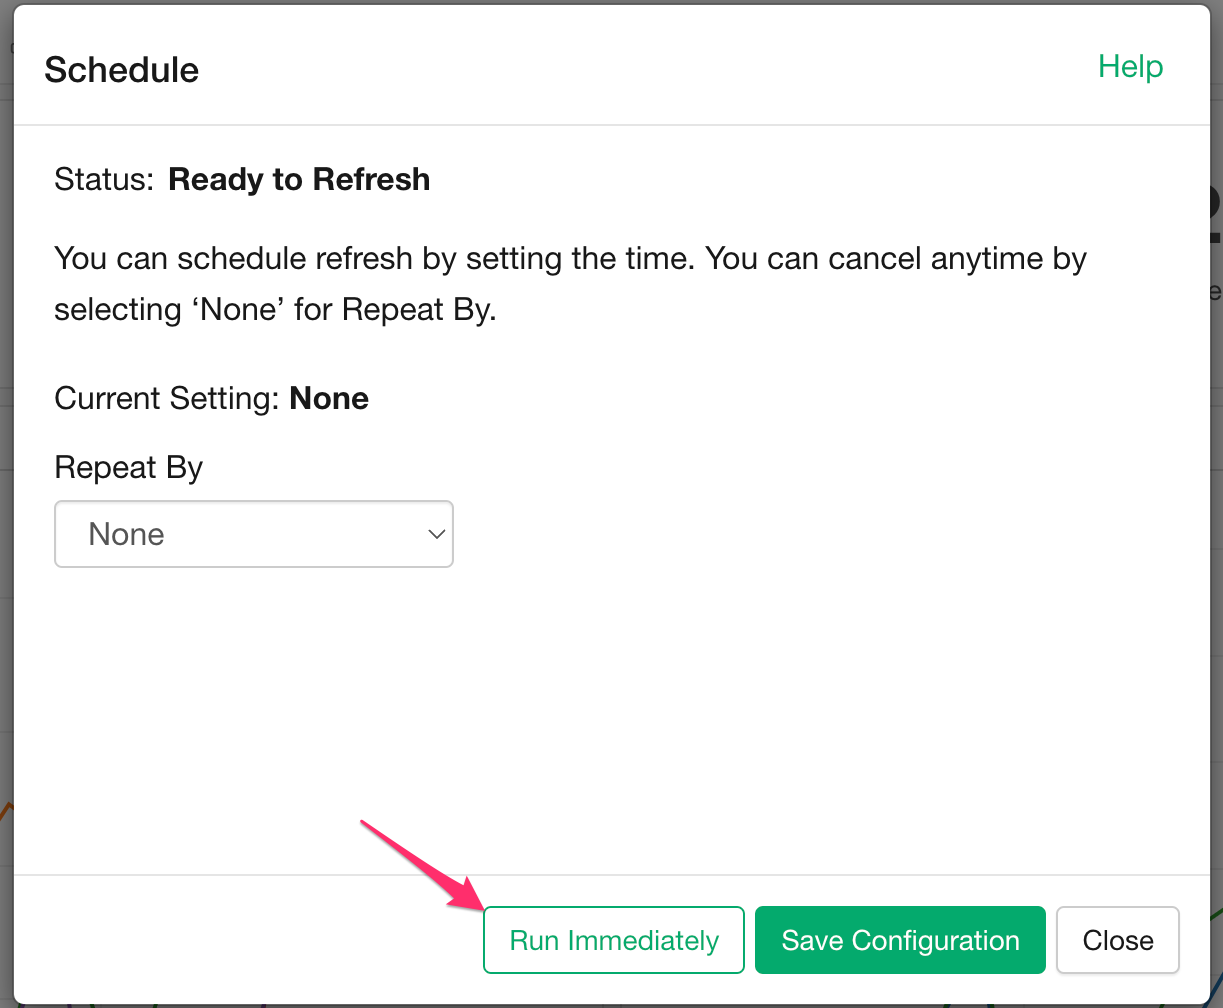 Schedule
Help
Status: Ready to Refresh
You can schedule refresh by setting the time. You can cancel anytime by
selecting ‘None’ for Repeat By.
Current Setting: None
Repeat By
None
Run Immediately
Save Configuration
Close